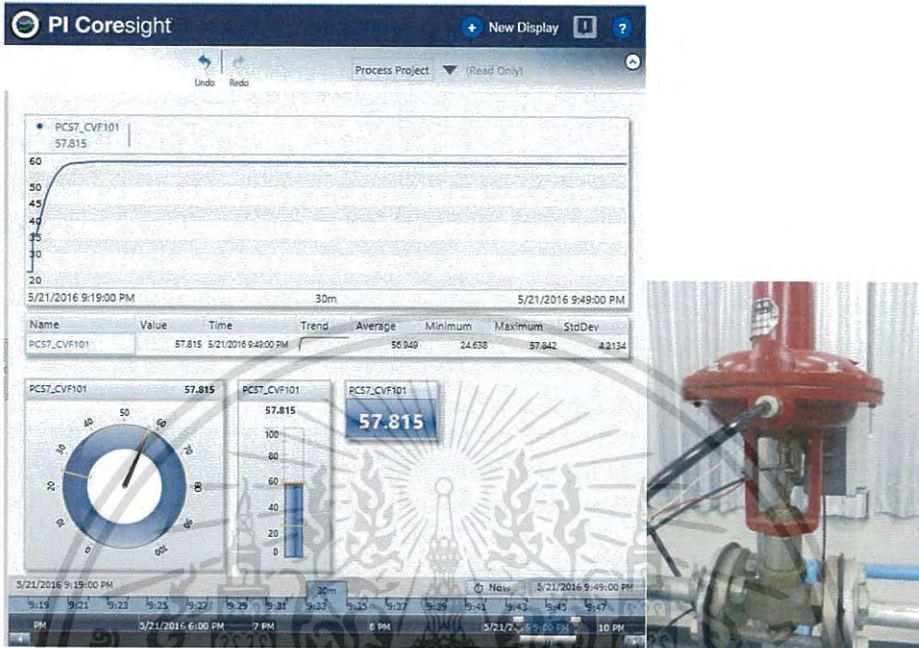 PI Coresight
+ New Display ?
Undo Redo
Process Project (Read Only)
PCS7_CVF101
57.815
60
50
45
40
35
30
20
5/21/2016 9:19:00 PM 30m 5/21/2016 9:49:00 PM
Name Value Time Trend Average Minimum Maximum StdDev
PCS7_CVF101 57.815 5/21/2016 9:49:00 PM 56.949 24.638 57.842 4.2134
PCS7_CVF101 57.815
0 10 20 30 40 50 60 70 80 90 100
PCS7_CVF101
57.815
100
80
60
40
20
0
PCS7_CVF101
57.815
5/21/2016 9:19:00 PM 30m Now 5/21/2016 9:49:00 PM
9:19 9:21 9:23 9:25 9:27 9:29 9:31 9:33 9:35 9:37 9:39 9:41 9:43 9:45 9:47
PM 5/21/2016 6:00 PM 7 PM 8 PM 9:00 PM 10 PM